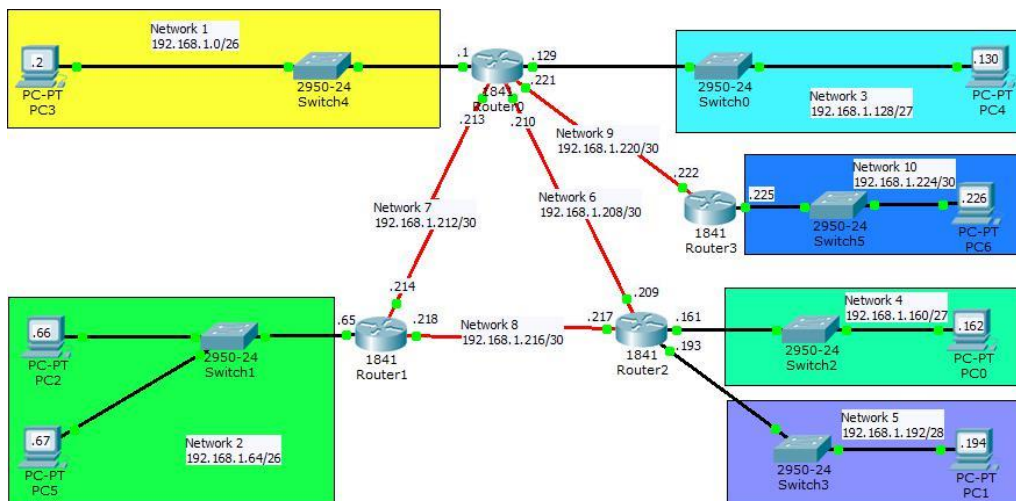 Network 1
192.168.1.0/26
.2
PC-PT
PC3
2950-24
Switch4
.1
.129
.221
1841
Router0
.213
.210
2950-24
Switch0
.130
PC-PT
PC4
Network 3
192.168.1.128/27
Network 9
192.168.1.220/30
.222
1841
Router3
.225
Network 10
192.168.1.224/30
2950-24
Switch5
.226
PC-PT
PC6
Network 7
192.168.1.212/30
Network 6
192.168.1.208/30
.214
.209
.66
PC-PT
PC2
2950-24
Switch1
.65
.218
1841
Router1
Network 8
192.168.1.216/30
.217
.161
.193
1841
Router2
Network 4
192.168.1.160/27
2950-24
Switch2
.162
PC-PT
PC0
.67
PC-PT
PC5
Network 2
192.168.1.64/26
Network 5
192.168.1.192/28
2950-24
Switch3
.194
PC-PT
PC1